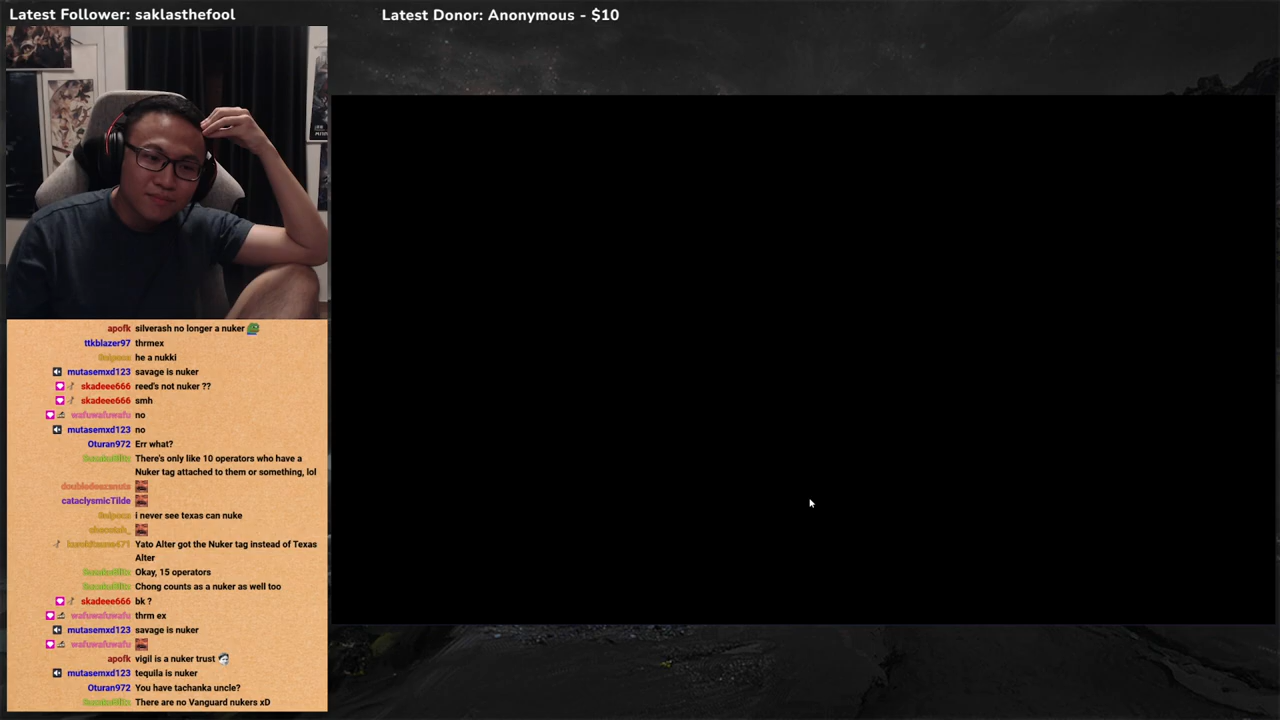 Latest Follower: saklasthefool
Latest Donor: Anonymous - $10
apofk silverash no longer a nuker
ttkblazer97 thrmex
he a nukki
mutasemxd123 savage is nuker
skadeee666 reed's not nuker ??
skadeee666 smh
wafuwafuwafu no
mutasemxd123 no
Oturan972 Err what?
There's only like 10 operators who have a
Nuker tag attached to them or something, lol
cataclysmicTilde
i never see texas can nuke
Yato Alter got the Nuker tag instead of Texas
Alter
Okay, 15 operators
Chong counts as a nuker as well too
skadeee666 bk ?
wafuwafuwafu thrm ex
mutasemxd123 savage is nuker
wafuwafuwafu
apofk vigil is a nuker trust
mutasemxd123 tequila is nuker
Oturan972 You have tachanka uncle?
There are no Vanguard nukers xD